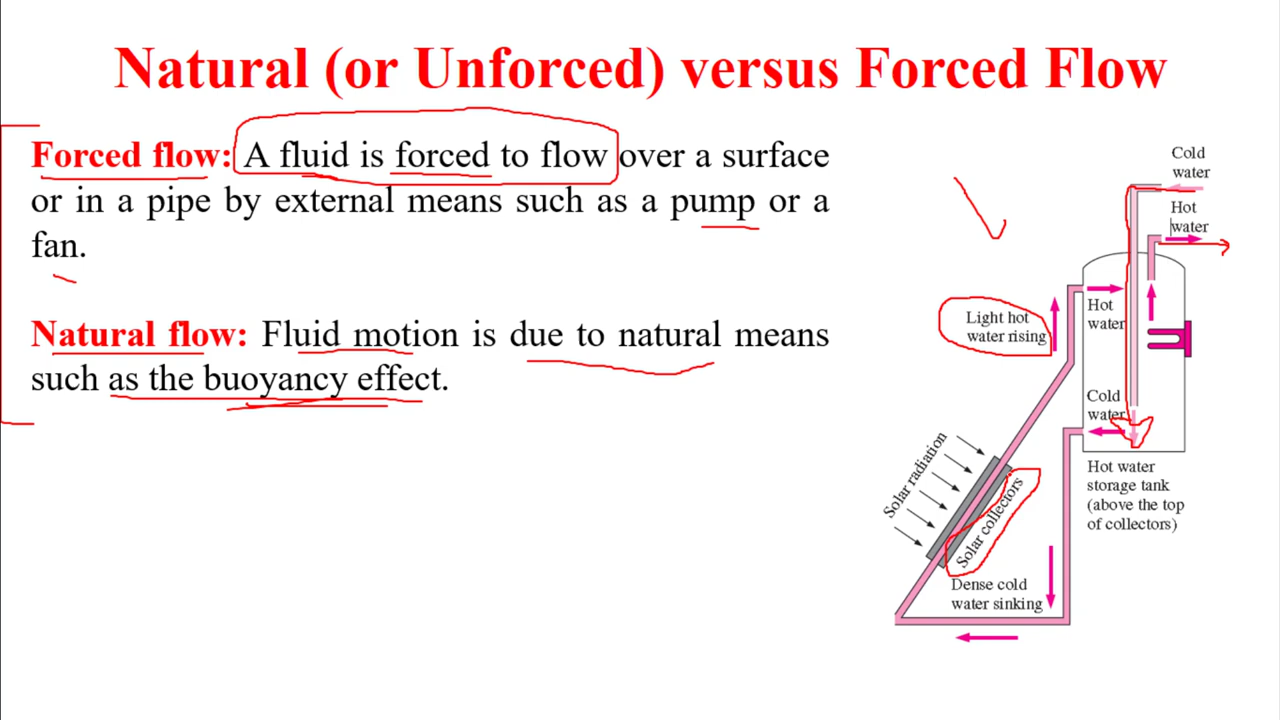 Natural (or Unforced) versus Forced Flow
Forced flow: A fluid is forced to flow over a surface
or in a pipe by external means such as a pump or a
fan.
Natural flow: Fluid motion is due to natural means
such as the buoyancy effect.
Cold
water
Hot
water
Light hot
water rising
Hot
water
Cold
water
Solar radiation
Solar collectors
Hot water
storage tank
(above the top
of collectors)
Dense cold
water sinking